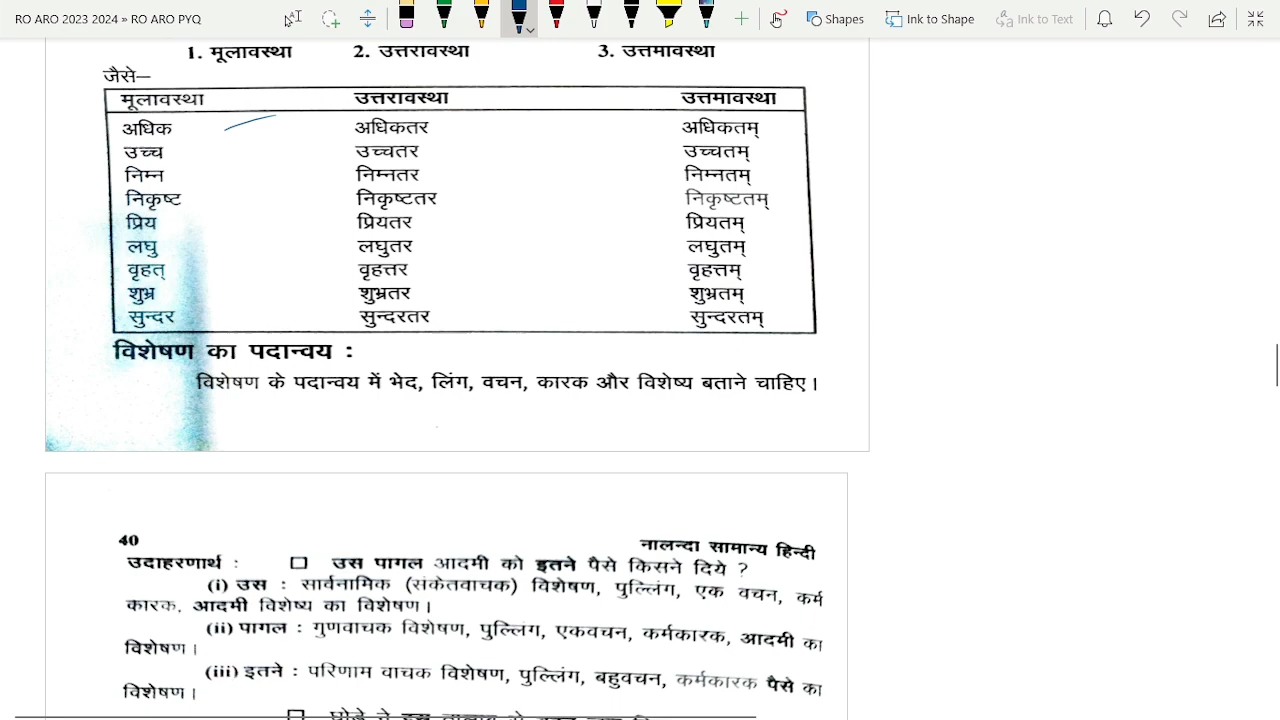 RO ARO 2023 2024 » RO ARO PYQ Shapes Ink to Shape Ink to Text
1. मूलावस्था 2. उत्तरावस्था 3. उत्तमावस्था
जैसे–
मूलावस्था उत्तरावस्था उत्तमावस्था
अधिक अधिकतर अधिकतम्
उच्च उच्चतर उच्चतम्
निम्न निम्नतर निम्नतम्
निकृष्ट निकृष्टतर निकृष्टतम्
प्रिय प्रियतर प्रियतम्
लघु लघुतर लघुतम्
वृहत् वृहत्तर वृहत्तम्
शुभ्र शुभ्रतर शुभ्रतम्
सुन्दर सुन्दरतर सुन्दरतम्
विशेषण का पदान्वय :
विशेषण के पदान्वय में भेद, लिंग, वचन, कारक और विशेष्य बताने चाहिए।
40 नालन्दा सामान्य हिन्दी
उदाहरणार्थ : □ उस पागल आदमी को इतने पैसे किसने दिये ?
(i) उस : सार्वनामिक (संकेतवाचक) विशेषण, पुल्लिंग, एक वचन, कर्म
कारक, आदमी विशेष्य का विशेषण।
(ii) पागल : गुणवाचक विशेषण, पुल्लिंग, एकवचन, कर्मकारक, आदमी का
विशेषण।
(iii) इतने : परिणाम वाचक विशेषण, पुल्लिंग, बहुवचन, कर्मकारक पैसे का
विशेषण।